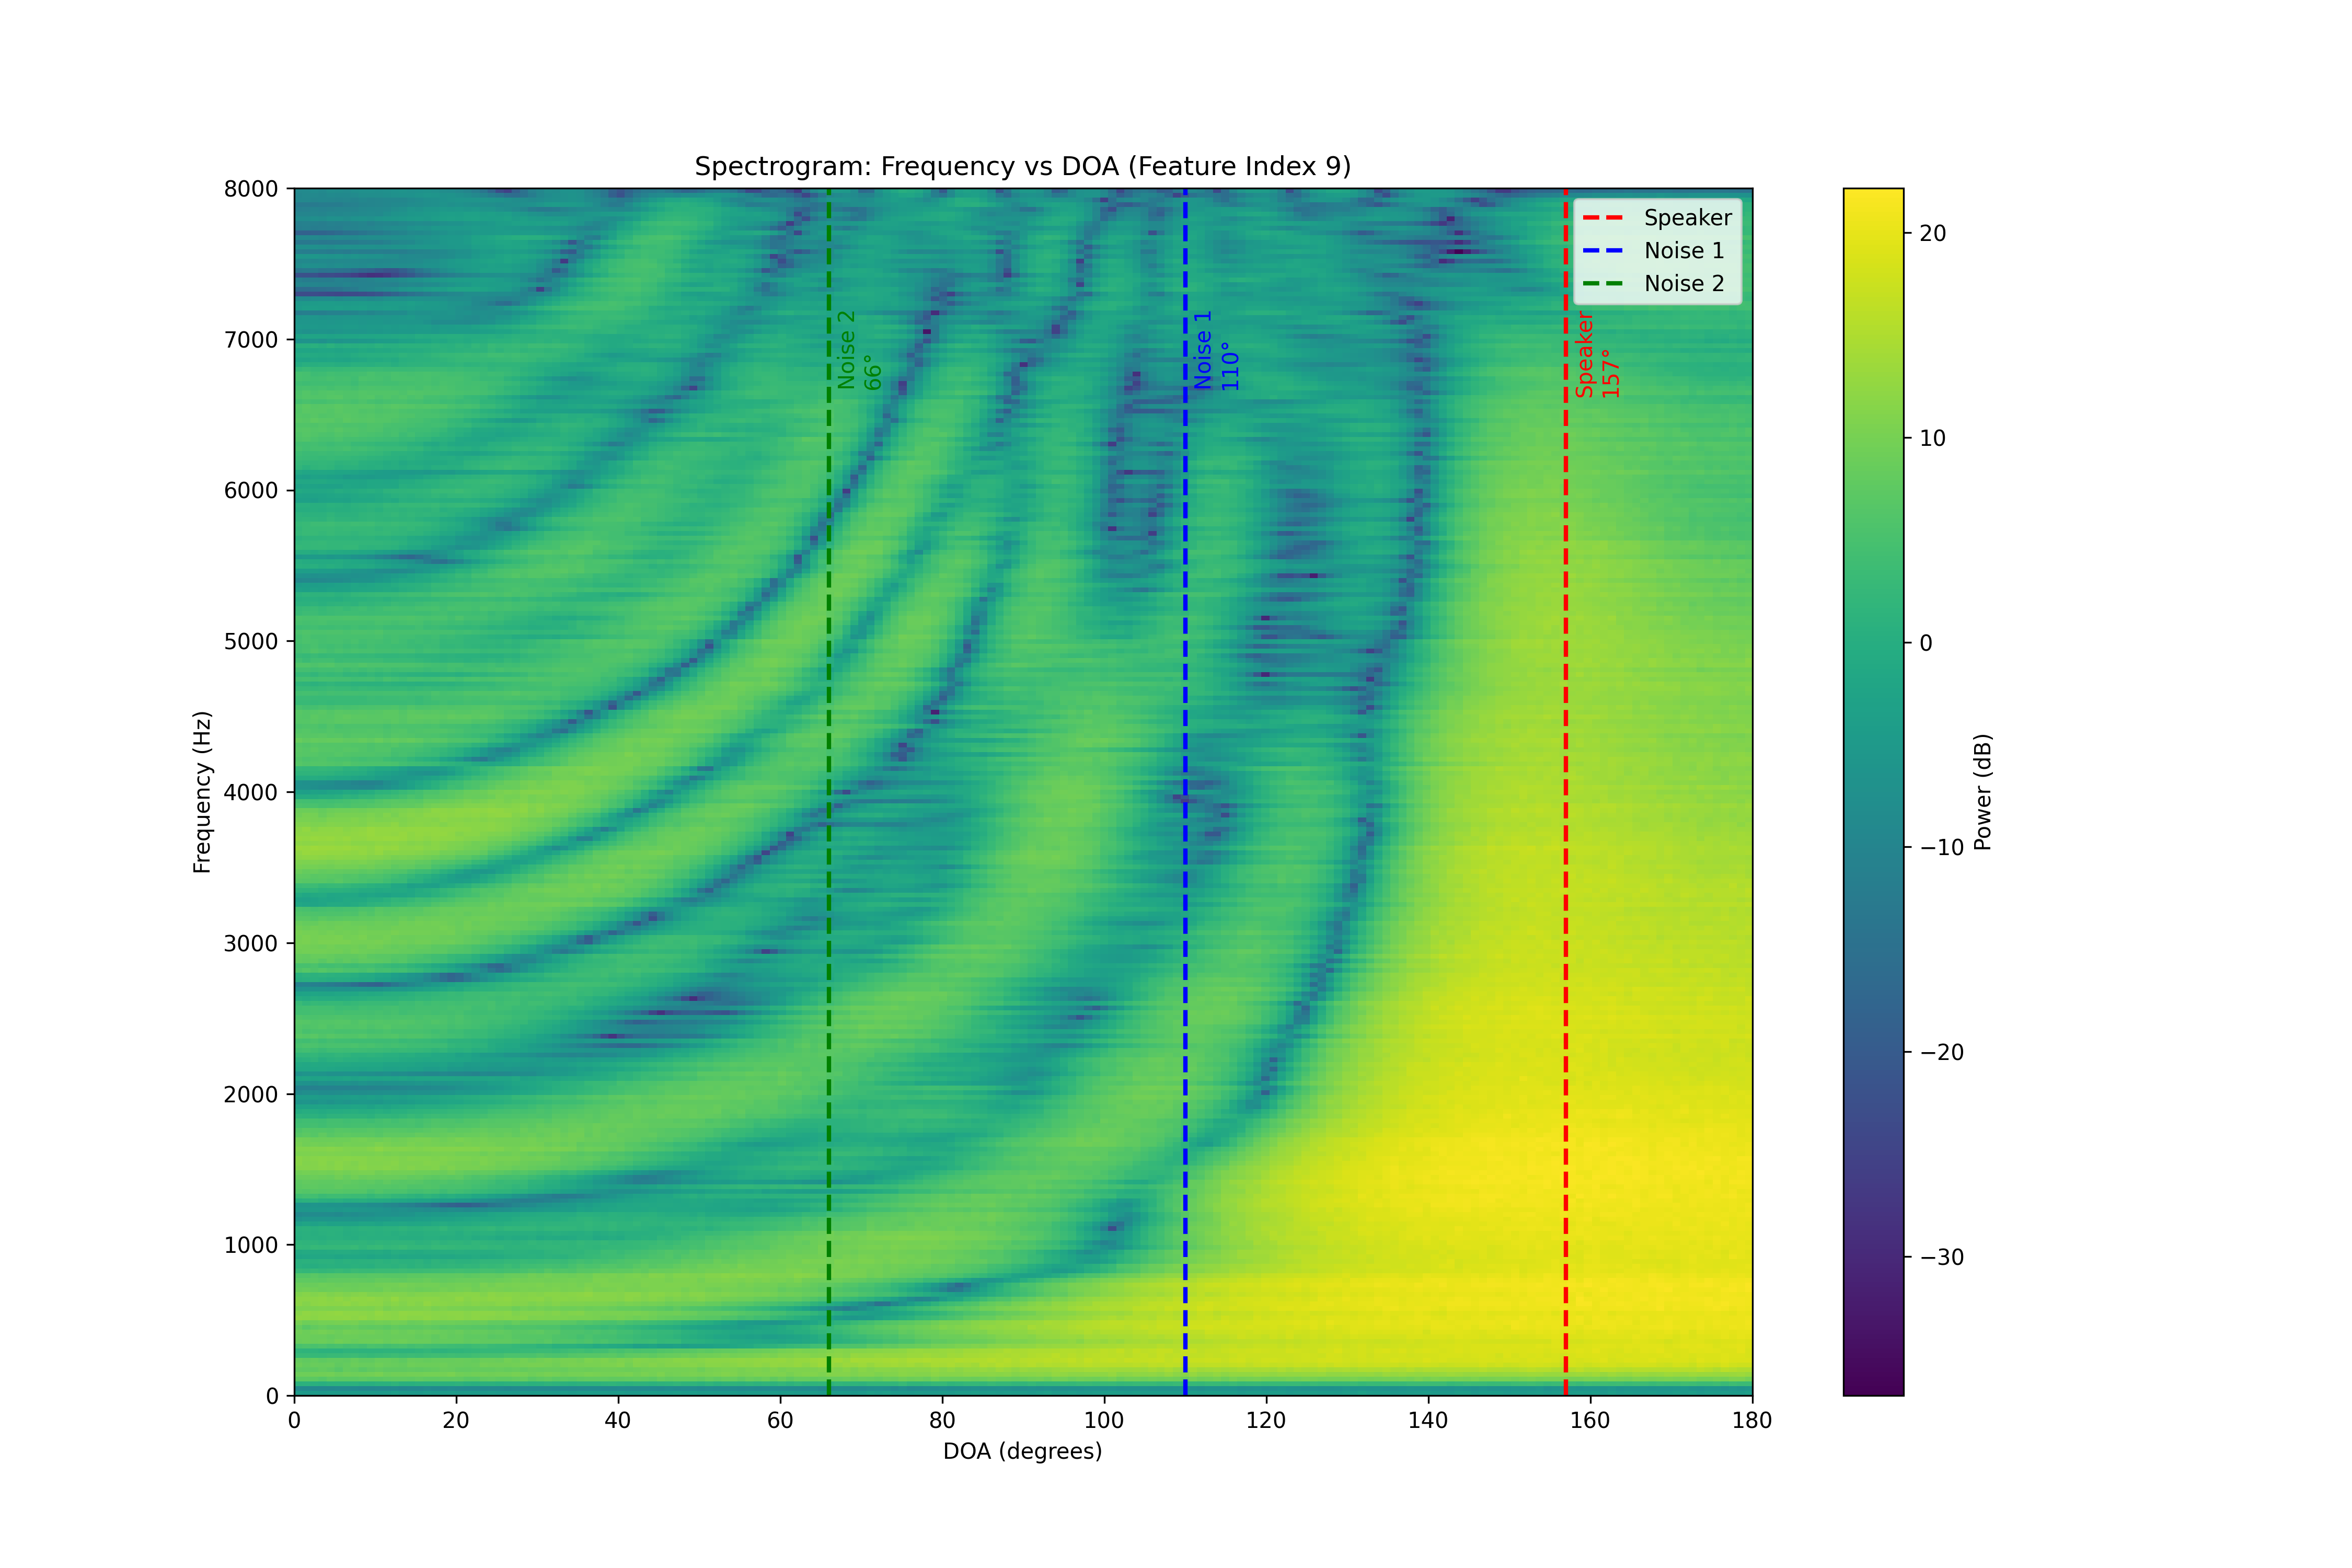 Spectrogram: Frequency vs DOA (Feature Index 9)
8000
7000
6000
5000
4000
3000
2000
1000
0
Frequency (Hz)
0
20
40
60
80
100
120
140
160
180
DOA (degrees)
Noise 2
66°
Noise 1
110°
Speaker
157°
Speaker
Noise 1
Noise 2
20
10
0
−10
−20
−30
Power (dB)